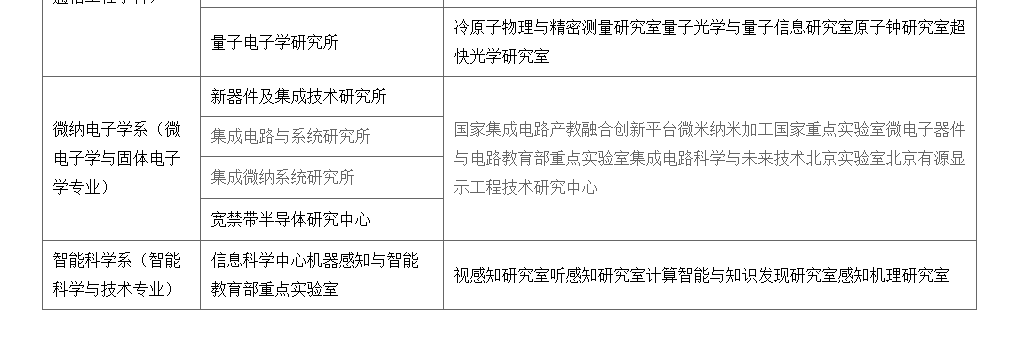 量子电子学研究所
冷原子物理与精密测量研究室量子光学与量子信息研究室原子钟研究室超
快光学研究室
微纳电子学系（微
电子学与固体电子
学专业）
新器件及集成技术研究所
集成电路与系统研究所
集成微纳系统研究所
宽禁带半导体研究中心
国家集成电路产教融合创新平台微米纳米加工国家重点实验室微电子器件
与电路教育部重点实验室集成电路科学与未来技术北京实验室北京有源显
示工程技术研究中心
智能科学系（智能
科学与技术专业）
信息科学中心机器感知与智能
教育部重点实验室
视感知研究室听感知研究室计算智能与知识发现研究室感知机理研究室